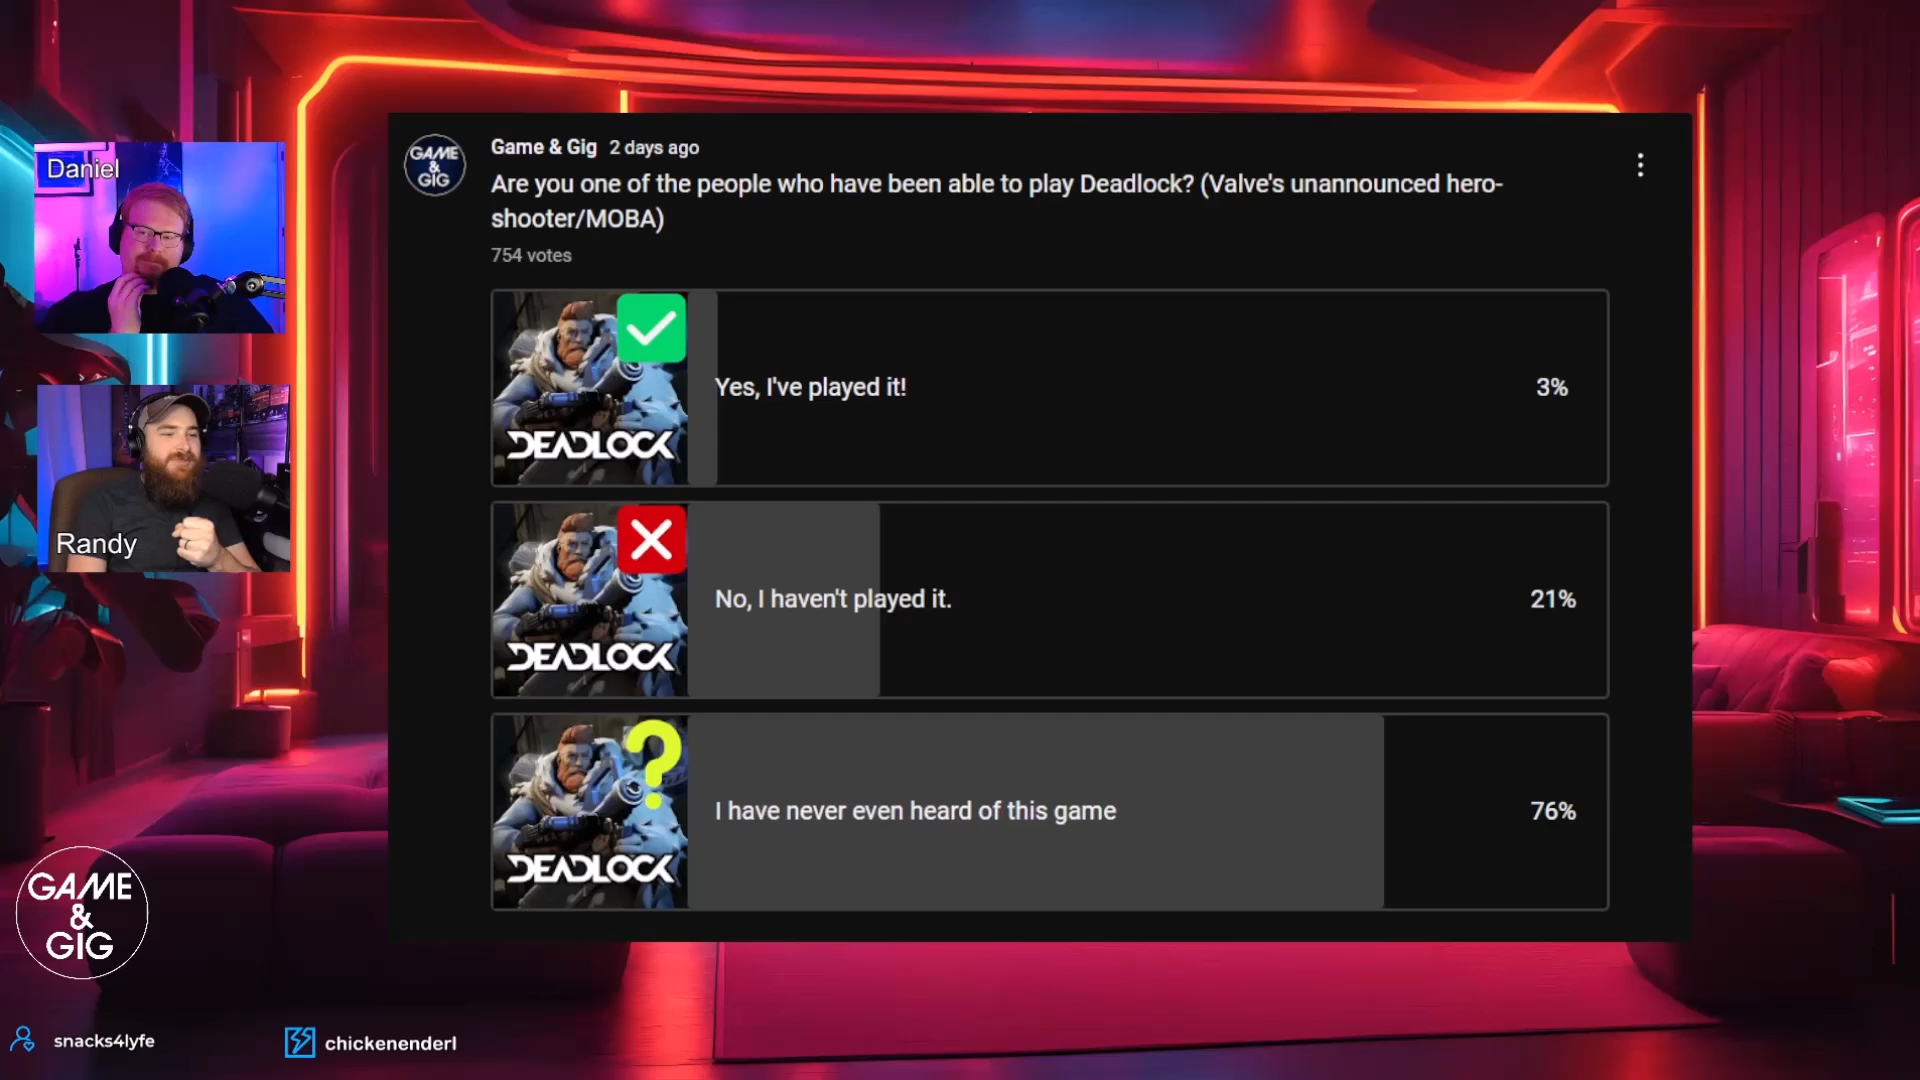 Daniel
Randy
GAME
&
GIG
Game & Gig 2 days ago
Are you one of the people who have been able to play Deadlock? (Valve's unannounced hero-
shooter/MOBA)
754 votes
DEADLOCK
Yes, I've played it!
3%
DEADLOCK
No, I haven't played it.
21%
?
DEADLOCK
I have never even heard of this game
76%
GAME
&
GIG
snacks4lyfe
chickenenderl